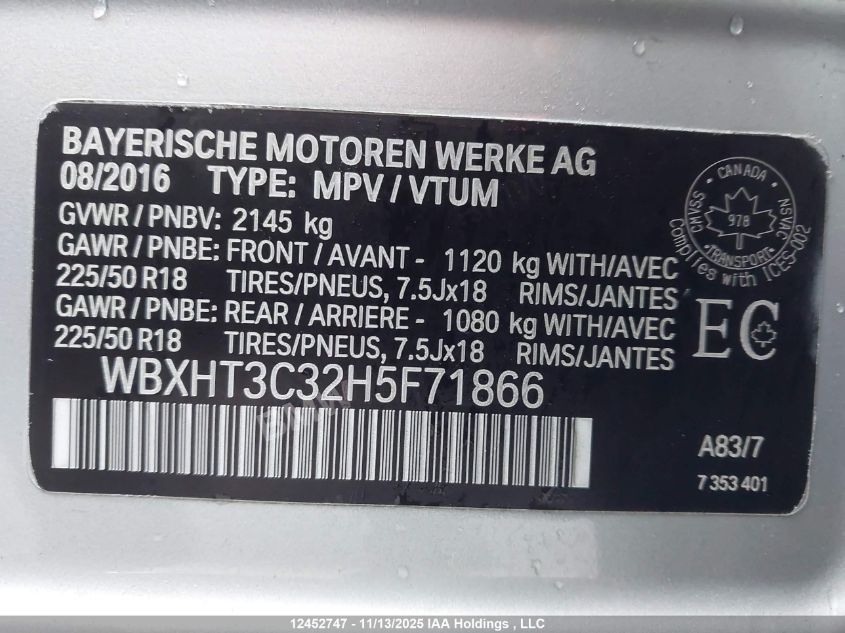 BAYERISCHE MOTOREN WERKE AG
08/2016 TYPE: MPV / VTUM
GVWR / PNBV: 2145 kg
GAWR / PNBE: FRONT / AVANT - 1120 kg WITH/AVEC
225/50 R18 TIRES/PNEUS, 7.5Jx18 RIMS/JANTES
GAWR / PNBE: REAR / ARRIERE - 1080 kg WITH/AVEC
225/50 R18 TIRES/PNEUS, 7.5Jx18 RIMS/JANTES
WBXHT3C32H5F71866
CANADA
CMVSS NSVAC
978
TRANSPORT
Complies with ICES-002
EC
A83/7
7 353 401
12452747 - 11/13/2025 IAA Holdings , LLC